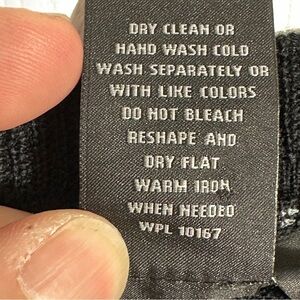 DRY CLEAN OR
HAND WASH COLD
WASH SEPARATELY OR
WITH LIKE COLORS
DO NOT BLEACH
RESHAPE AND
DRY FLAT
WARM IRON
WHEN NEEDED
WPL 10167